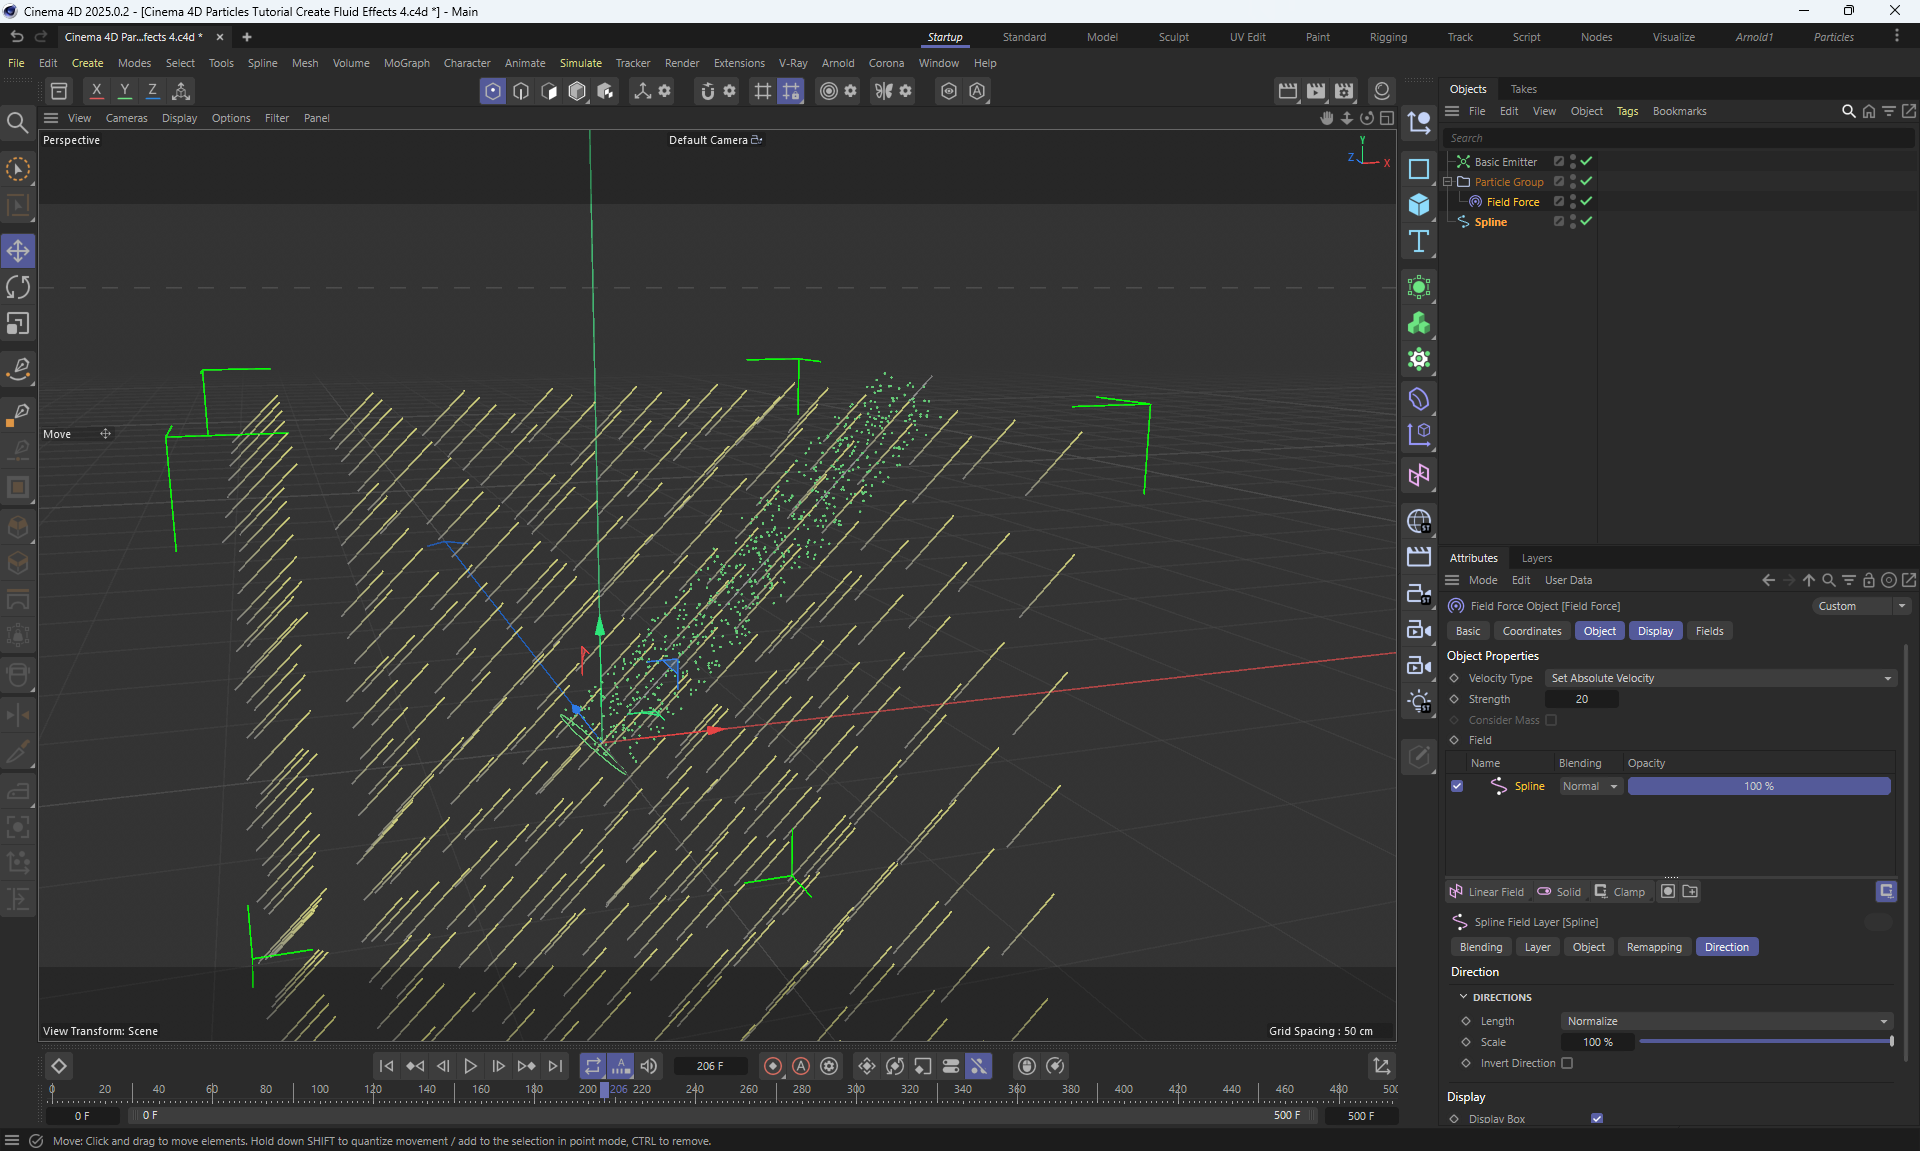 Cinema 4D 2025.0.2 - [Cinema 4D Particles Tutorial Create Fluid Effects 4.c4d *] - Main
Cinema 4D Par...fects 4.c4d *
Startup Standard Model Sculpt UV Edit Paint Rigging Track Script Nodes Visualize Arnold1 Particles
File Edit Create Modes Select Tools Spline Mesh Volume MoGraph Character Animate Simulate Tracker Render Extensions V-Ray Arnold Corona Window Help
X Y Z
View Cameras Display Options Filter Panel
Perspective
Default Camera
Y
Z
X
Move
View Transform: Scene
Grid Spacing : 50 cm
Objects Takes
File Edit View Object Tags Bookmarks
Search
Basic Emitter
Particle Group
Field Force
Spline
Attributes Layers
Mode Edit User Data
Field Force Object [Field Force]
Custom
Basic Coordinates Object Display Fields
Object Properties
Velocity Type Set Absolute Velocity
Strength 20
Consider Mass
Field
Name Blending Opacity
Spline Normal 100 %
Linear Field Solid Clamp
Spline Field Layer [Spline]
Blending Layer Object Remapping Direction
Direction
DIRECTIONS
Length Normalize
Scale 100 %
Invert Direction
Display
Display Box
206 F
0 20 40 60 80 100 120 140 160 180 200 206 220 240 260 280 300 320 340 360 380 400 420 440 460 480 500
0 F
0 F
500 F
500 F
Move: Click and drag to move elements. Hold down SHIFT to quantize movement / add to the selection in point mode, CTRL to remove.